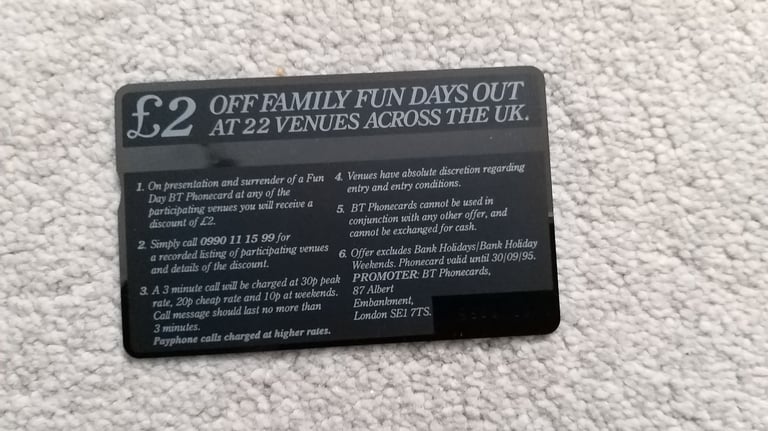 £2 OFF FAMILY FUN DAYS OUT
AT 22 VENUES ACROSS THE UK.
1. On presentation and surrender of a Fun
Day BT Phonecard at any of the
participating venues you will receive a
discount of £2.
2. Simply call 0990 11 15 99 for
a recorded listing of participating venues
and details of the discount.
3. A 3 minute call will be charged at 30p peak
rate, 20p cheap rate and 10p at weekends.
Call message should last no more than
3 minutes.
Payphone calls charged at higher rates.
4. Venues have absolute discretion regarding
entry and entry conditions.
5. BT Phonecards cannot be used in
conjunction with any other offer, and
cannot be exchanged for cash.
6. Offer excludes Bank Holidays/Bank Holiday
Weekends. Phonecard valid until 30/09/95.
PROMOTER: BT Phonecards,
87 Albert
Embankment,
London SE1 7TS.